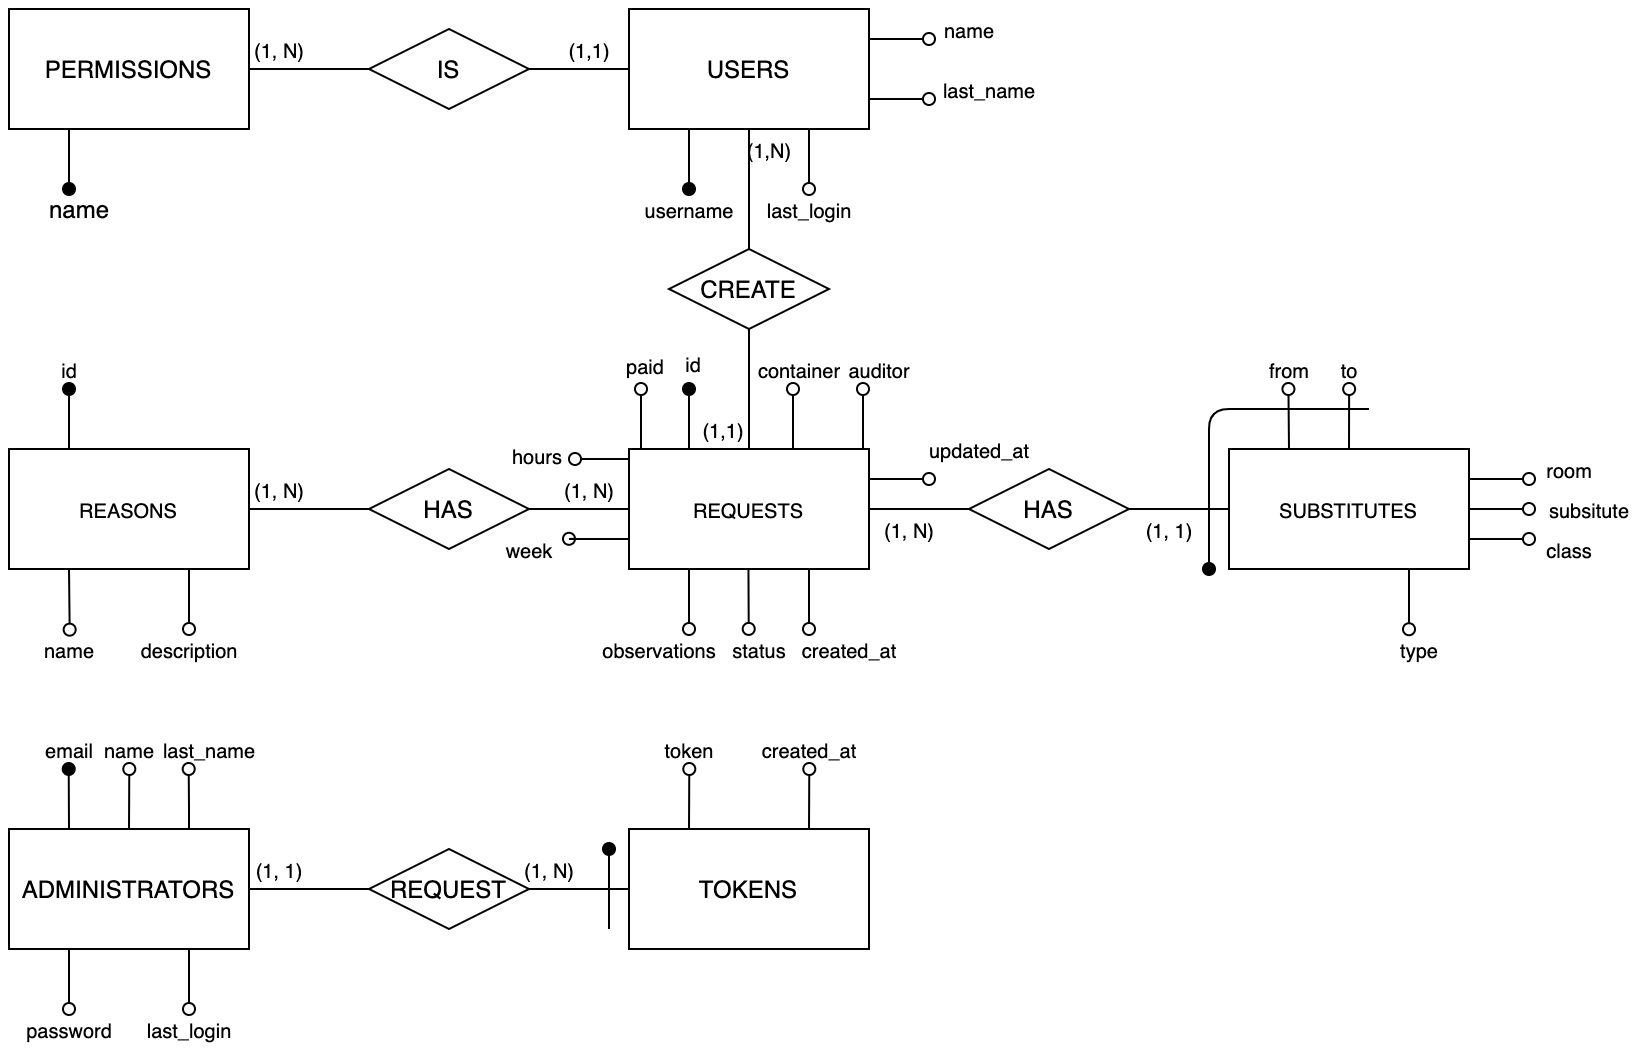 PERMISSIONS
(1, N)
IS
(1,1)
USERS
name
last_name
name
(1,N)
username
last_login
CREATE
id
paid
id
container
auditor
from
to
(1,1)
hours
updated_at
REASONS
(1, N)
HAS
(1, N)
REQUESTS
(1, N)
HAS
(1, 1)
SUBSTITUTES
room
subsitute
class
week
name
description
observations
status
created_at
type
email
name
last_name
token
created_at
ADMINISTRATORS
(1, 1)
REQUEST
(1, N)
TOKENS
password
last_login